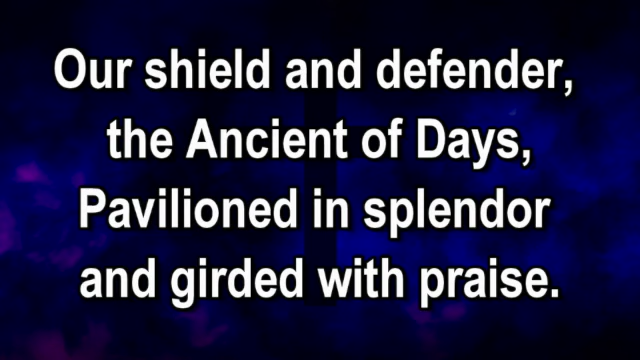 Our shield and defender,
the Ancient of Days,
Pavilioned in splendor
and girded with praise.